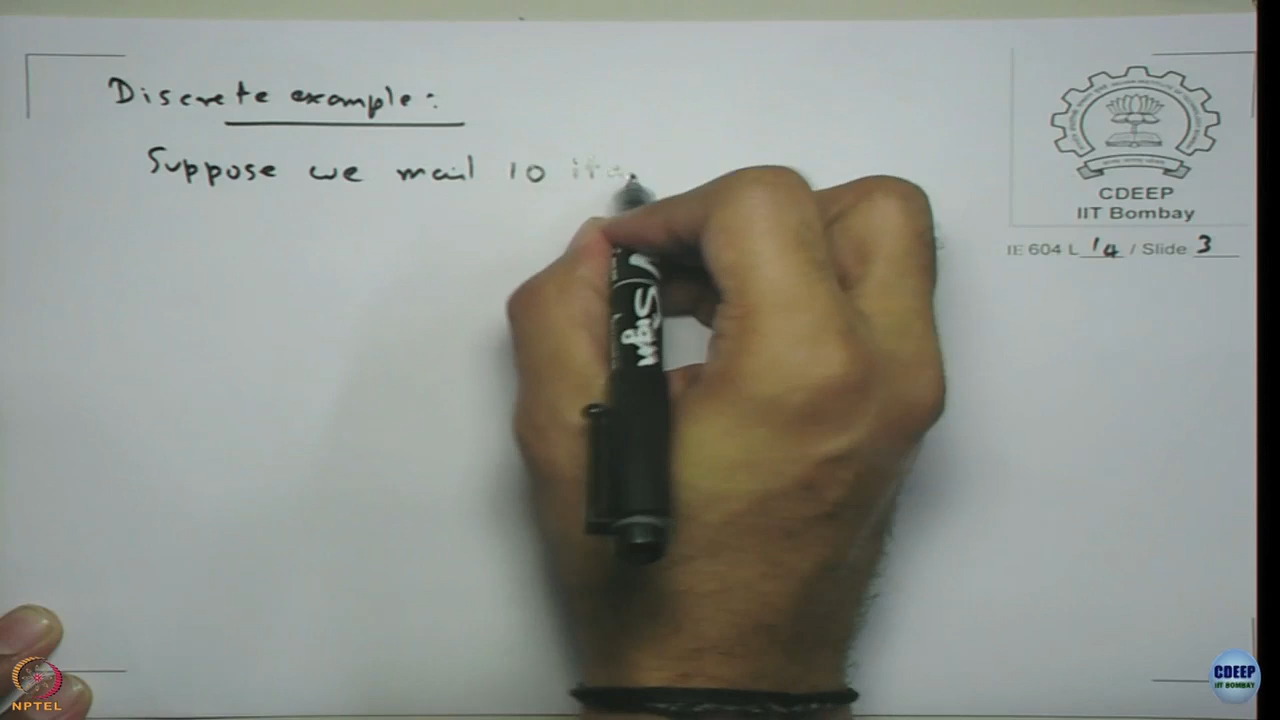 Discrete example:
Suppose we mail 10
CDEEP
IIT Bombay
IE 604 L 14 / Slide 3
NPTEL
CDEEP
IIT BOMBAY